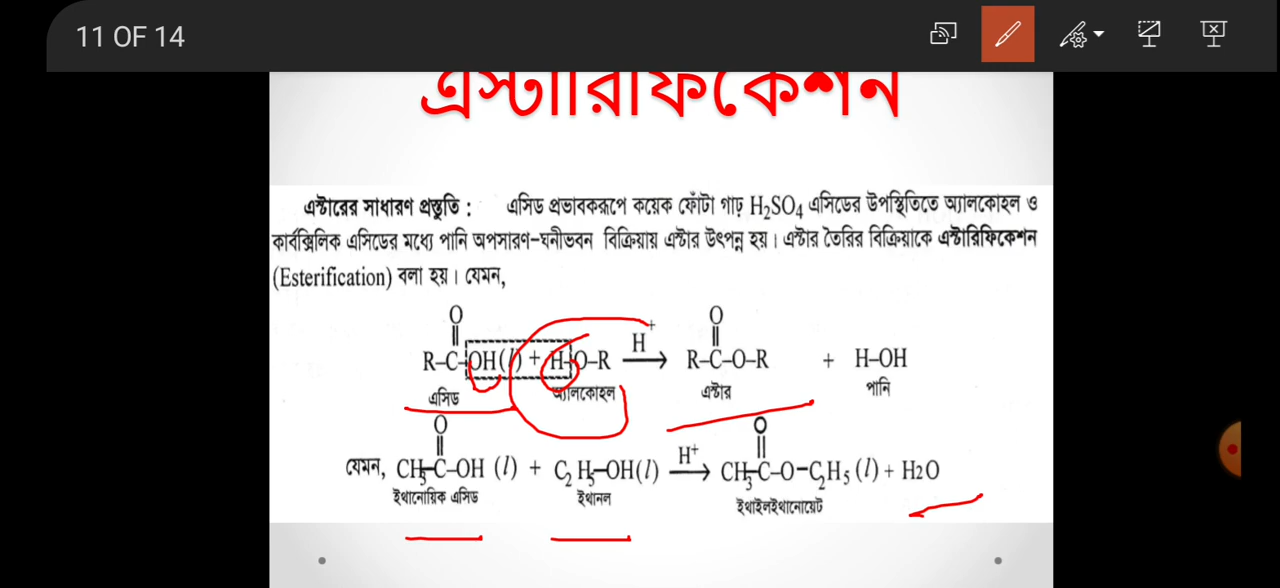 11 OF 14
এস্টারিফিকেশন
এস্টারের সাধারণ প্রস্তুতি : এসিড প্রভাবকরূপে কয়েক ফোঁটা গাঢ় H₂SO₄ এসিডের উপস্থিতিতে অ্যালকোহল ও
কার্বক্সিলিক এসিডের মধ্যে পানি অপসারণ-ঘনীভবন বিক্রিয়ায় এস্টার উৎপন্ন হয়। এস্টার তৈরির বিক্রিয়াকে এস্টারিফিকেশন
(Esterification) বলা হয়। যেমন,
O O
R–C–OH(l) + H–O–R H⁺ → R–C–O–R + H–OH
এসিড অ্যালকোহল এস্টার পানি
O O
যেমন, CH₃–C–OH (l) + C₂H₅–OH(l) H⁺ → CH₃–C–O–C₂H₅ (l) + H2O
ইথানোয়িক এসিড ইথানল ইথাইলইথানোয়েট